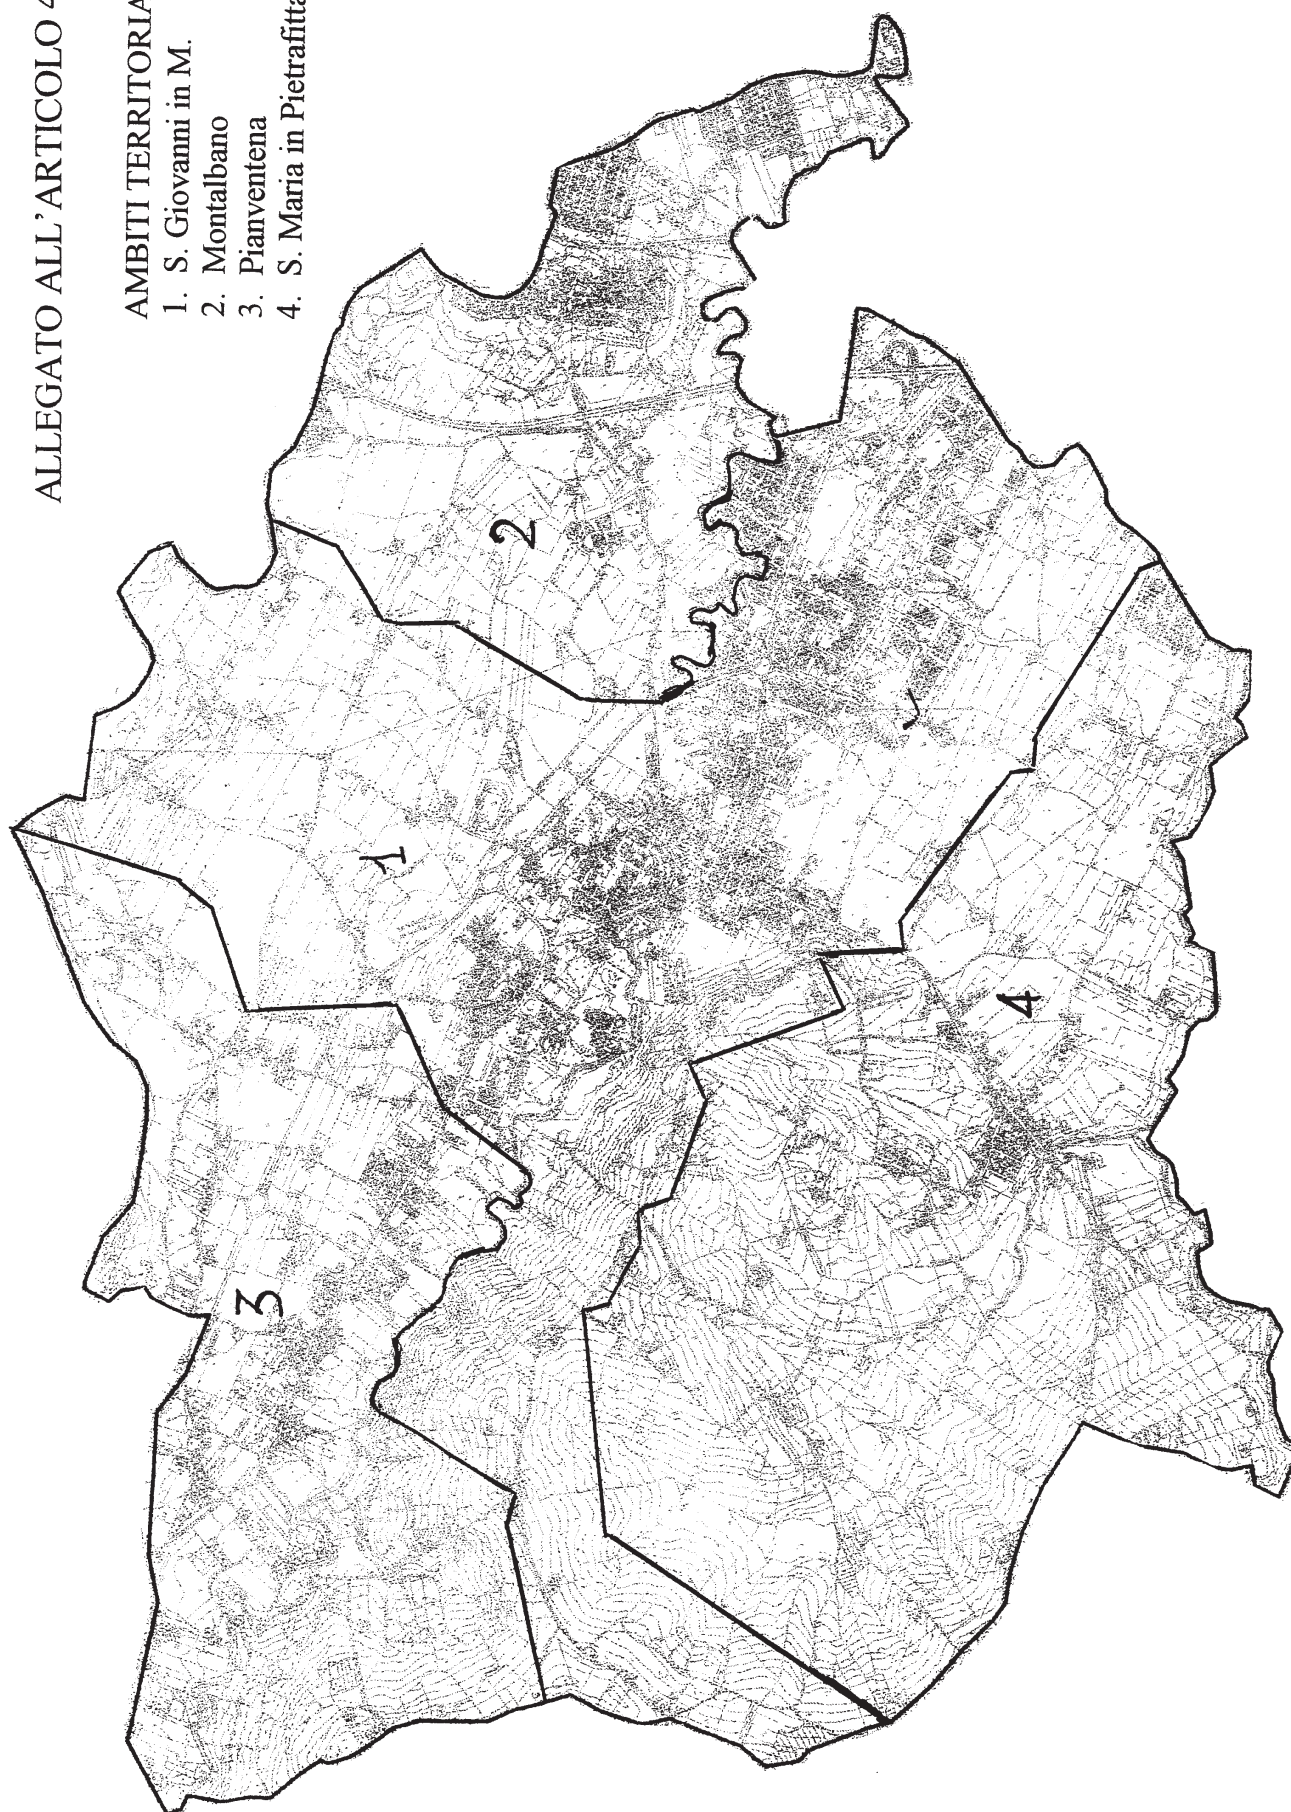 ALLEGATO ALL'ARTICOLO 4
AMBITI TERRITORIA
1. S. Giovanni in M.
2. Montalbano
3. Pianventena
4. S. Maria in Pietrafitta
1
2
3
4